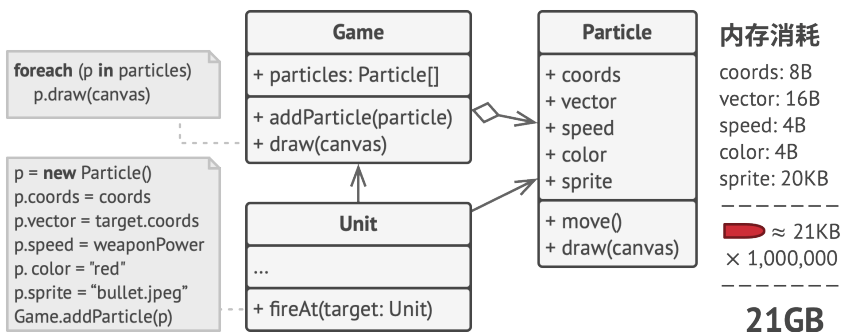 foreach (p in particles)
p.draw(canvas)
p = new Particle()
p.coords = coords
p.vector = target.coords
p.speed = weaponPower
p. color = "red"
p.sprite = “bullet.jpeg”
Game.addParticle(p)
Game
+ particles: Particle[]
+ addParticle(particle)
+ draw(canvas)
Unit
...
+ fireAt(target: Unit)
Particle
+ coords
+ vector
+ speed
+ color
+ sprite
+ move()
+ draw(canvas)
内存消耗
coords: 8B
vector: 16B
speed: 4B
color: 4B
sprite: 20KB
≈ 21KB
× 1,000,000
21GB